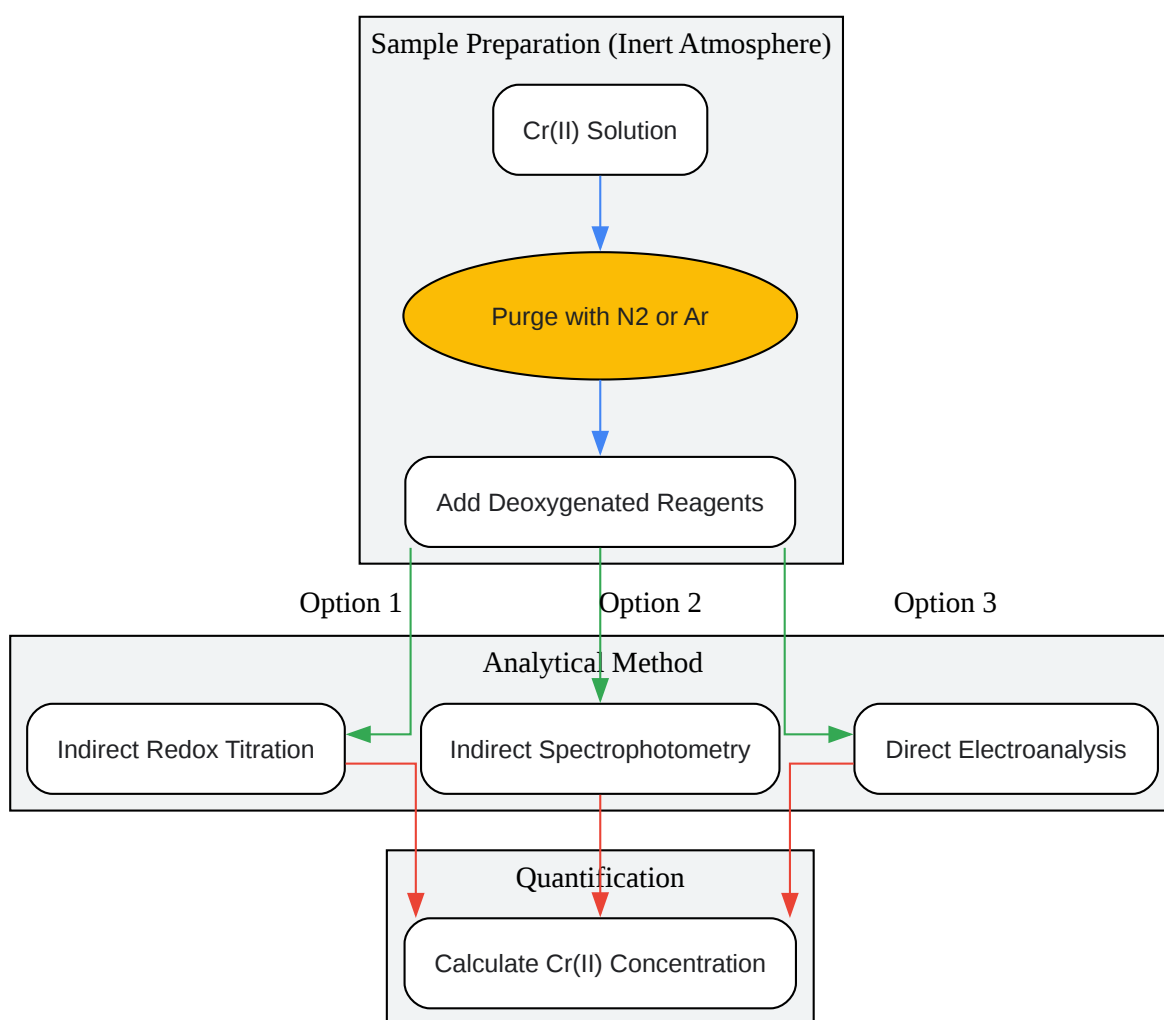 Sample Preparation (Inert Atmosphere)
Cr(II) Solution
Purge with N2 or Ar
Add Deoxygenated Reagents
Option 1
Option 2
Option 3
Analytical Method
Indirect Redox Titration
Indirect Spectrophotometry
Direct Electroanalysis
Quantification
Calculate Cr(II) Concentration